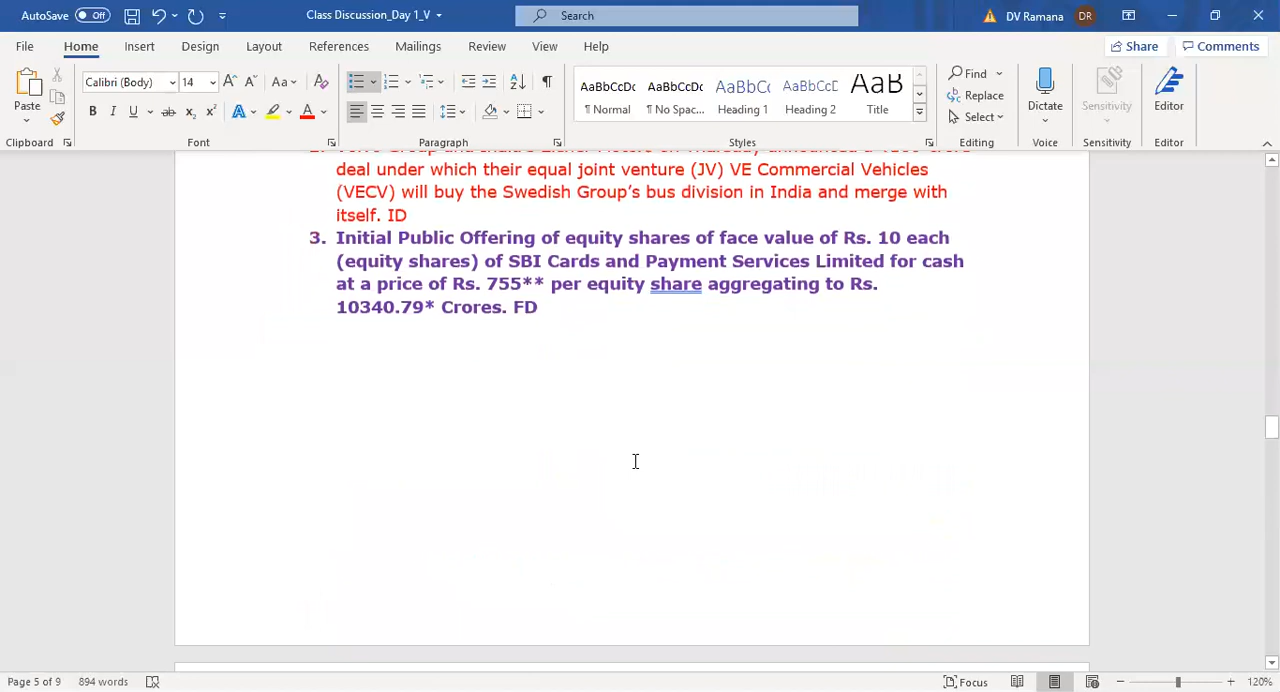 AutoSave Off Class Discussion_Day 1_V Search DV Ramana DR
File Home Insert Design Layout References Mailings Review View Help Share Comments
Paste Calibri (Body) 14 Aa AaBbCcDc AaBbCcDc AaBbCc AaBbCcD AaB Find Dictate Sensitivity Editor
B I U ab x₂ x² A A ¶ Normal ¶ No Spac... Heading 1 Heading 2 Title Replace
Select
Clipboard Font Paragraph Styles Editing Voice Sensitivity Editor
deal under which their equal joint venture (JV) VE Commercial Vehicles
(VECV) will buy the Swedish Group’s bus division in India and merge with
itself. ID
3. Initial Public Offering of equity shares of face value of Rs. 10 each
(equity shares) of SBI Cards and Payment Services Limited for cash
at a price of Rs. 755** per equity share aggregating to Rs.
10340.79* Crores. FD
Page 5 of 9 894 words Focus 120%